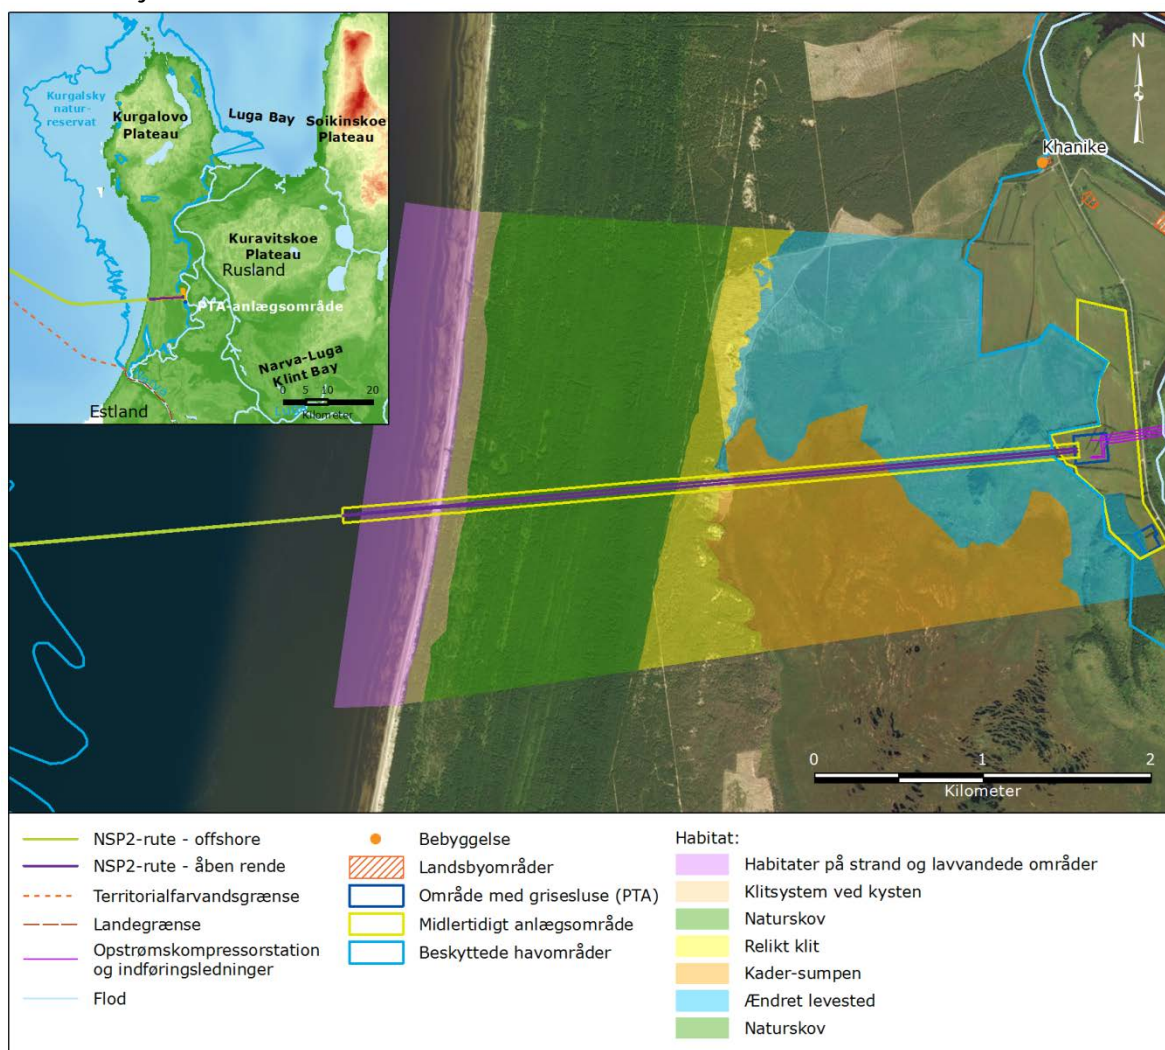 Kurgalsky
natur-
reservat
Kurgalovo
Plateau
Luga Bay
Soikinskoe
Plateau
Kuravitskoe
Plateau
Rusland
PTA-anlægsområde
Narva-Luga
Klint Bay
Estland
0 5 10 20
Kilometer
N
Khanike
0 1 2
Kilometer
NSP2-rute - offshore
NSP2-rute - åben rende
Territorialfarvandsgrænse
Landegrænse
Opstrømskompressorstation
og indføringsledninger
Flod
Bebyggelse
Landsbyområder
Område med grisesluse (PTA)
Midlertidigt anlægsområde
Beskyttede havområder
Habitat:
Habitater på strand og lavvandede områder
Klitsystem ved kysten
Naturskov
Relikt klit
Kader-sumpen
Ændret levested
Naturskov